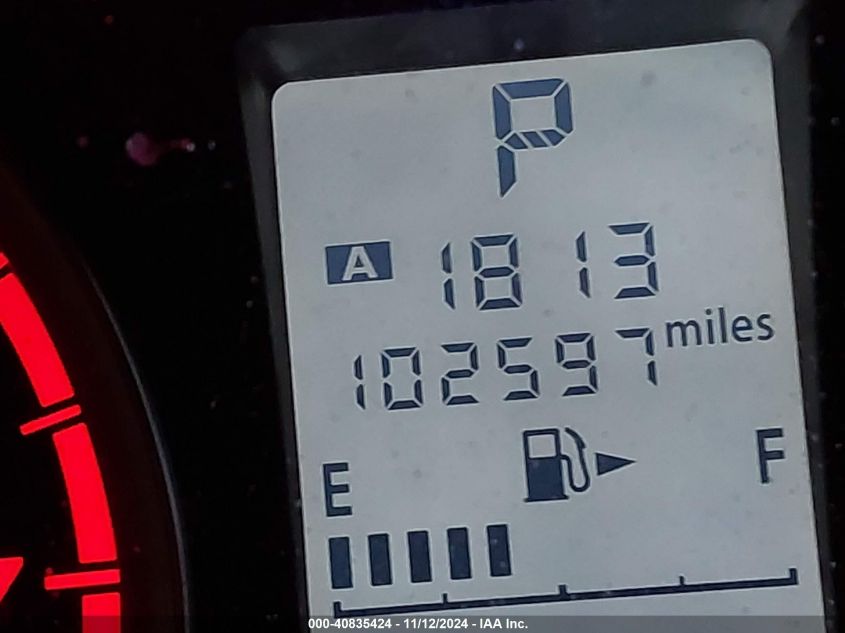 P
A 1813
102597 miles
E F
000-40835424 - 11/12/2024 - IAA Inc.